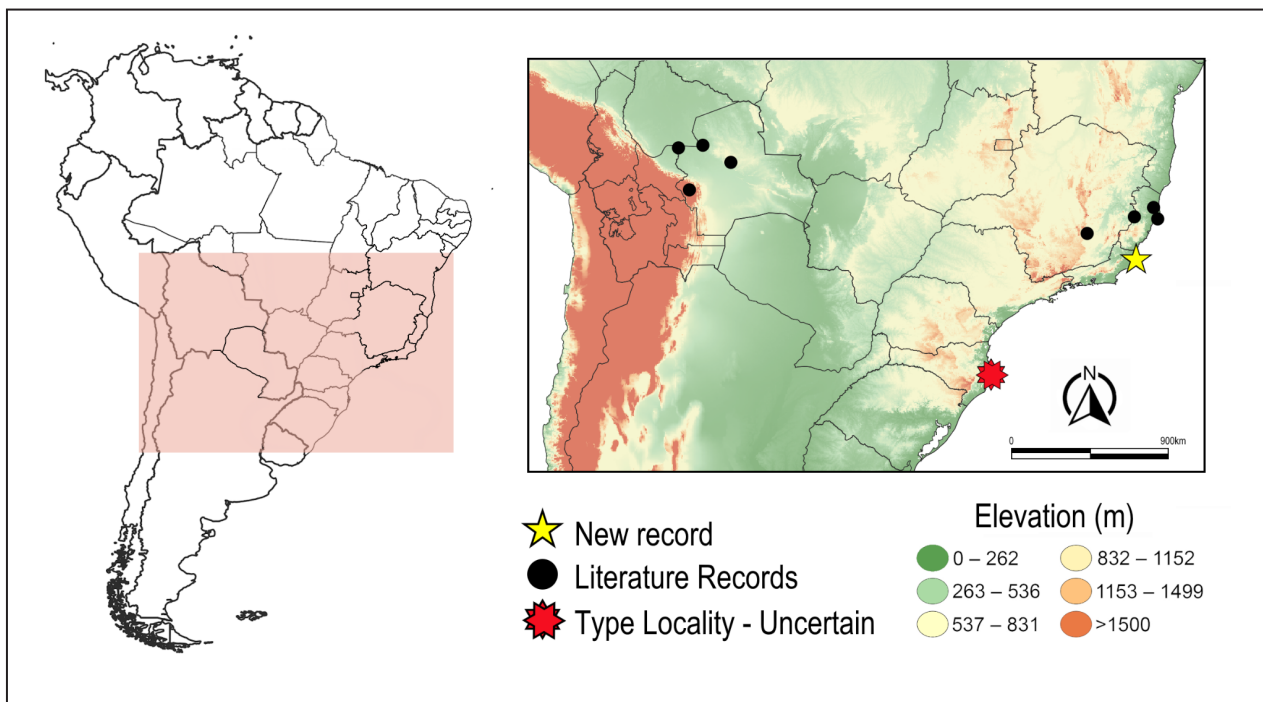 N
0 900km
New record
Literature Records
Type Locality - Uncertain
Elevation (m)
0 – 262
263 – 536
537 – 831
832 – 1152
1153 – 1499
>1500